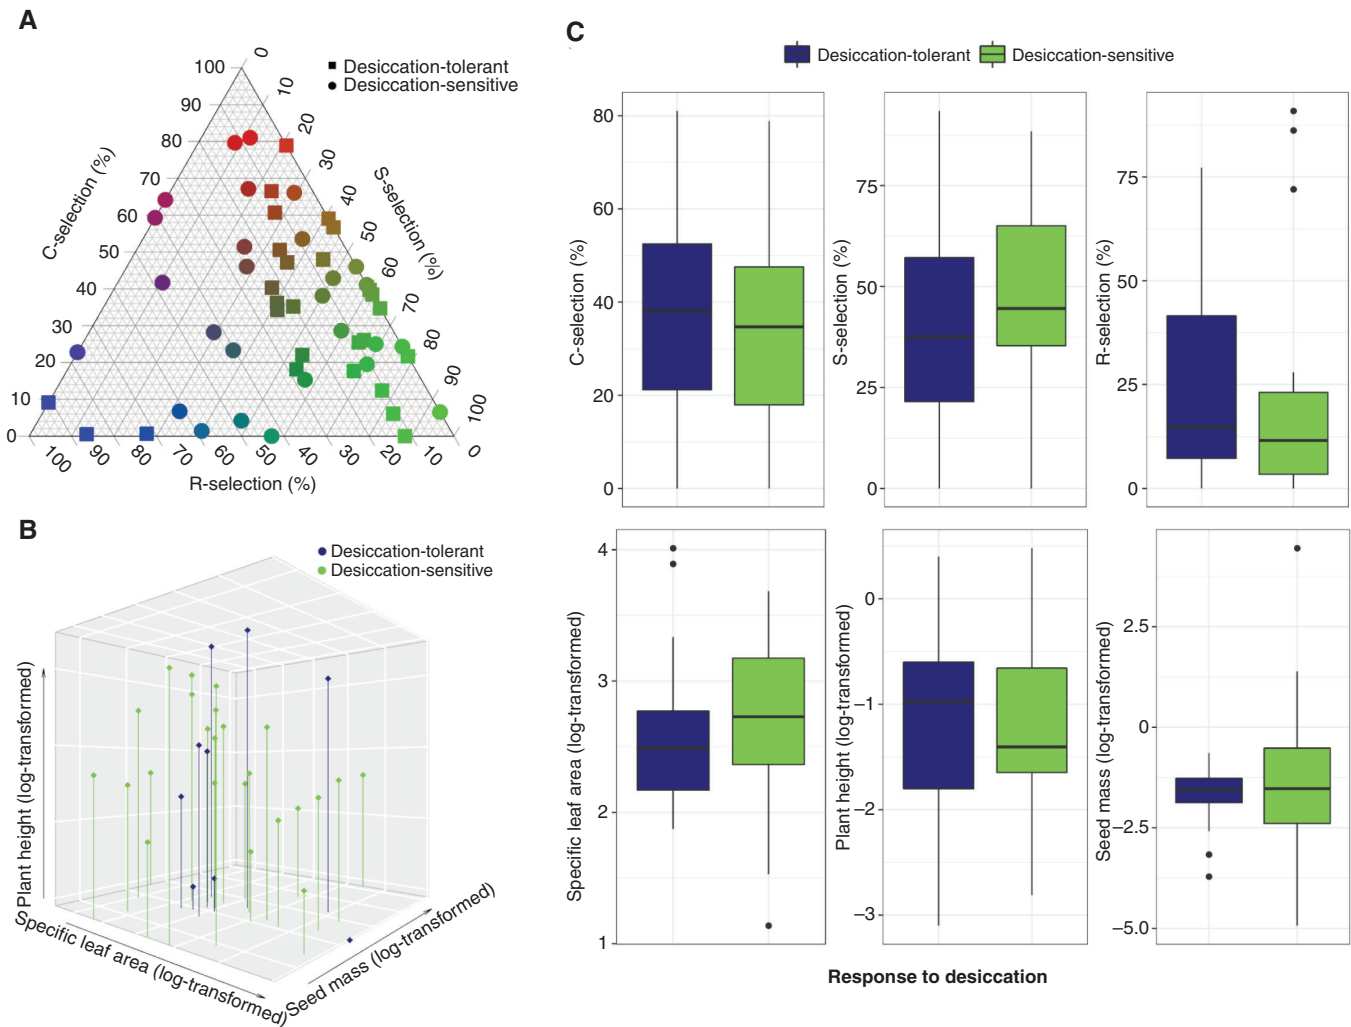 A
Desiccation-tolerant
Desiccation-sensitive
C-selection (%)
100
90
80
70
60
50
40
30
20
10
0
S-selection (%)
0
10
20
30
40
50
60
70
80
90
100
R-selection (%)
100
90
80
70
60
50
40
30
20
10
0
B
Desiccation-tolerant
Desiccation-sensitive
Plant height (log-transformed)
Specific leaf area (log-transformed)
Seed mass (log-transformed)
C
Desiccation-tolerant
Desiccation-sensitive
C-selection (%)
80
60
40
20
0
S-selection (%)
75
50
25
0
R-selection (%)
75
50
25
0
Specific leaf area (log-transformed)
4
3
2
1
Plant height (log-transformed)
0
−1
−2
−3
Seed mass (log-transformed)
2.5
0
−2.5
−5.0
Response to desiccation